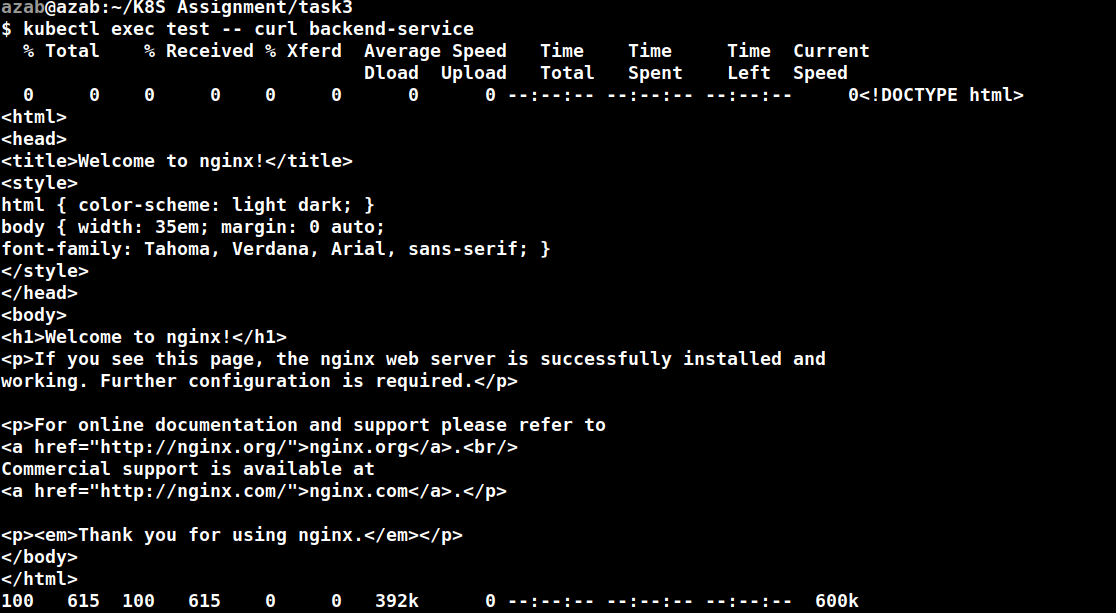 azab@azab:~/K8S Assignment/task3
$ kubectl exec test -- curl backend-service
  % Total    % Received % Xferd  Average Speed   Time    Time     Time  Current
                                 Dload  Upload   Total   Spent    Left  Speed
  0     0    0     0    0     0      0      0 --:--:-- --:--:-- --:--:--     0<!DOCTYPE html>
<html>
<head>
<title>Welcome to nginx!</title>
<style>
html { color-scheme: light dark; }
body { width: 35em; margin: 0 auto;
font-family: Tahoma, Verdana, Arial, sans-serif; }
</style>
</head>
<body>
<h1>Welcome to nginx!</h1>
<p>If you see this page, the nginx web server is successfully installed and
working. Further configuration is required.</p>

<p>For online documentation and support please refer to
<a href="http://nginx.org/">nginx.org</a>.<br/>
Commercial support is available at
<a href="http://nginx.com/">nginx.com</a>.</p>

<p><em>Thank you for using nginx.</em></p>
</body>
</html>
100   615  100   615    0     0   392k      0 --:--:-- --:--:-- --:--:--  600k